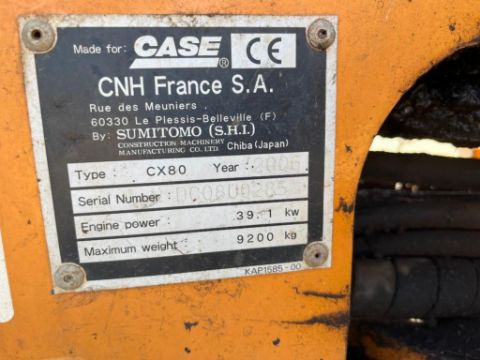 Made for: CASE ® CE
CNH France S.A.
Rue des Meuniers
60330 Le Plessis-Belleville (F)
By: SUMITOMO (S.H.I.)
CONSTRUCTION MACHINERY
MANUFACTURING CO. LTD. Chiba (Japan)
Type : CX80 Year : 2006
Serial Number
Engine power : 39.1 kw
Maximum weight : 9200 kg
KAP1585-00